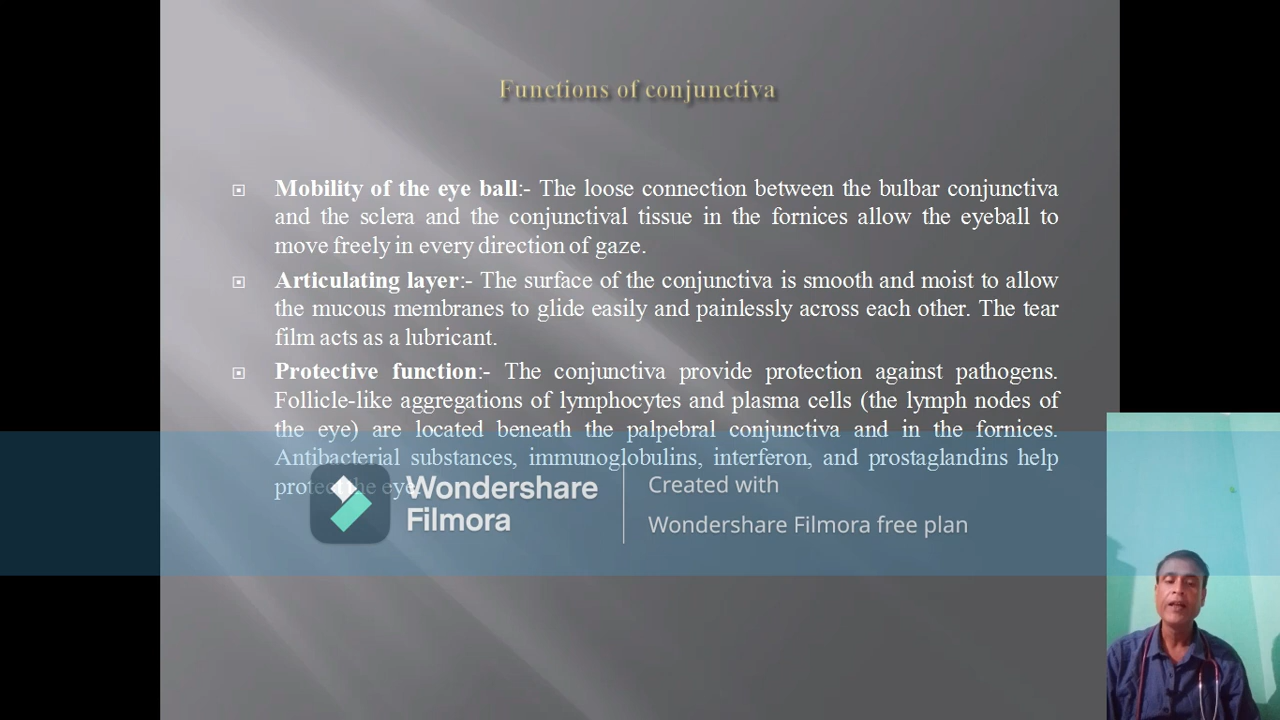 Functions of conjunctiva
Mobility of the eye ball:- The loose connection between the bulbar conjunctiva
and the sclera and the conjunctival tissue in the fornices allow the eyeball to
move freely in every direction of gaze.
Articulating layer:- The surface of the conjunctiva is smooth and moist to allow
the mucous membranes to glide easily and painlessly across each other. The tear
film acts as a lubricant.
Protective function:- The conjunctiva provide protection against pathogens.
Follicle-like aggregations of lymphocytes and plasma cells (the lymph nodes of
the eye) are located beneath the palpebral conjunctiva and in the fornices.
Antibacterial substances, immunoglobulins, interferon, and prostaglandins help
protect the eye.
Wondershare
Filmora
Created with
Wondershare Filmora free plan